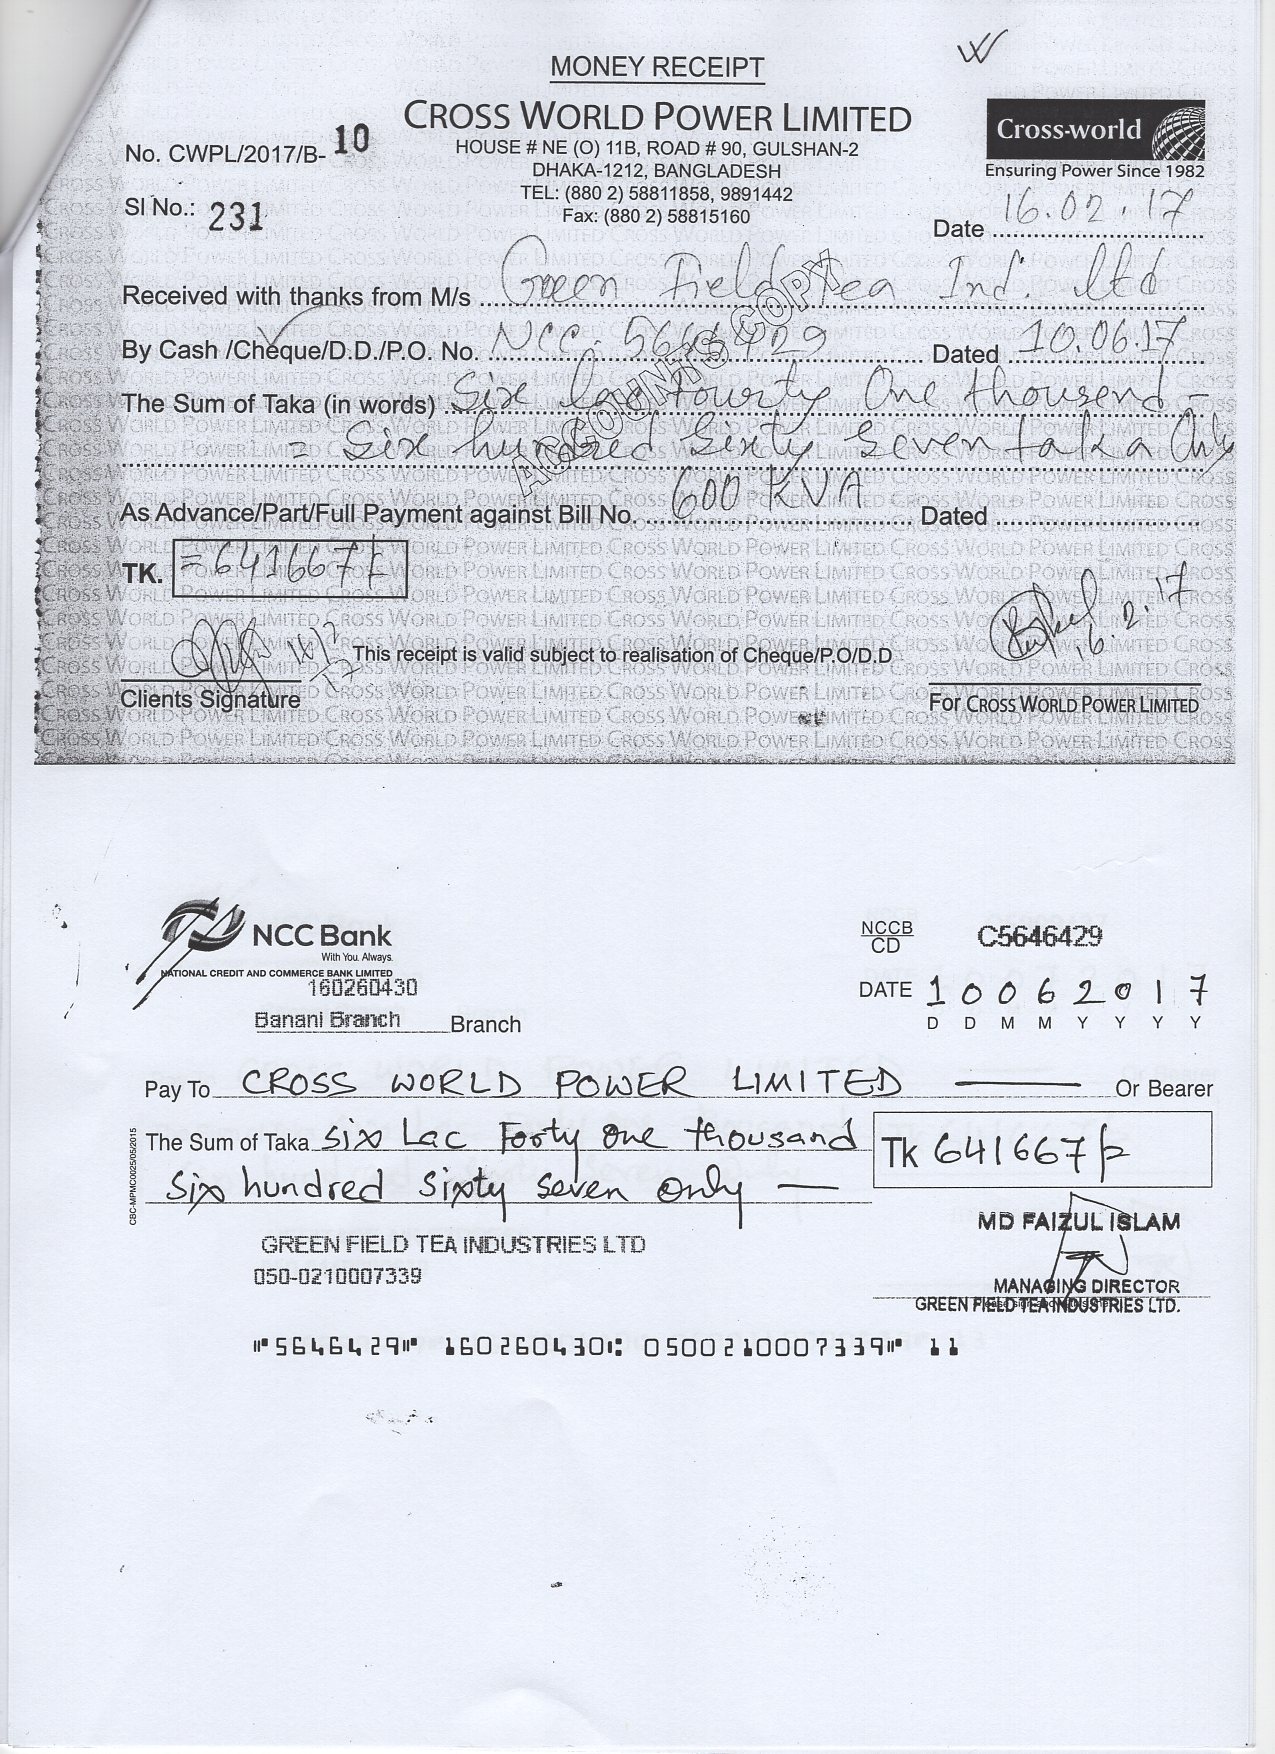 MONEY RECEIPT
CROSS WORLD POWER LIMITED
HOUSE # NE (O) 11B, ROAD # 90, GULSHAN-2
DHAKA-1212, BANGLADESH
TEL: (880 2) 58811858, 9891442
Fax: (880 2) 58815160
No. CWPL/2017/B- 10
Sl No.: 231
Cross-world
Ensuring Power Since 1982
Date 16.02.17
Received with thanks from M/s Green Field Tea Ind. ltd
By Cash /Cheque/D.D./P.O. No. NCC. 5646429 Dated 10.06.17
The Sum of Taka (in words) Six Lac Fourty One thousend -
= Six hundred Sixty Seven taka Only
ACCOUNTS COPY
As Advance/Part/Full Payment against Bill No. 600 KVA Dated
TK. =641667/=
This receipt is valid subject to realisation of Cheque/P.O/D.D.
6.2.17
Clients Signature
For CROSS WORLD POWER LIMITED
NCC Bank
With You. Always.
NATIONAL CREDIT AND COMMERCE BANK LIMITED
160260430
Banani Branch Branch
NCCB
CD
C5646429
DATE 10062017
D D M M Y Y Y Y
Pay To CROSS WORLD POWER LIMITED Or Bearer
The Sum of Taka Six Lac Forty one thousand
Six hundred Sixty Seven only
Tk 641667/=
CBC-MPMC0025/05/2015
GREEN FIELD TEA INDUSTRIES LTD
050-0210007339
MD FAIZUL ISLAM
MANAGING DIRECTOR
GREEN FIELD TEA INDUSTRIES LTD.
⑈5646429⑈ 160260430⑆ 0500210007339⑈ 11